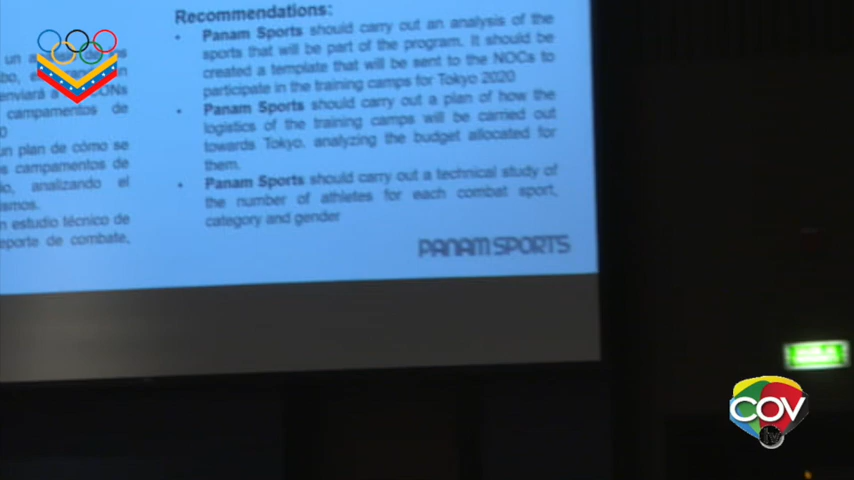 Recommendations:
• Panam Sports should carry out an analysis of the
sports that will be part of the program. It should be
created a template that will be sent to the NOCs to
participate in the training camps for Tokyo 2020
• Panam Sports should carry out a plan of how the
logistics of the training camps will be carried out
towards Tokyo, analyzing the budget allocated for
them.
• Panam Sports should carry out a technical study of
the number of athletes for each combat sport,
category and gender
PANAM SPORTS
un
enviará a
campamentos de
0
un plan de cómo se
campamentos de
analizando el
estudio técnico de
deporte de combate,
COV
tv